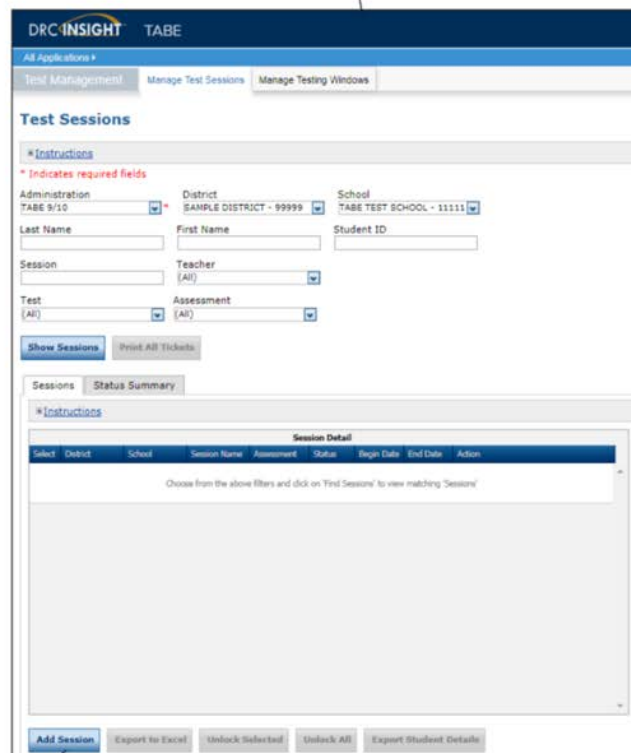 DRC INSIGHT TABE
All Applications
Test Management Manage Test Sessions Manage Testing Windows
Test Sessions
Instructions
* Indicates required fields
Administration District School
TABE 9/10 * SAMPLE DISTRICT - 99999 TABE TEST SCHOOL - 11111
Last Name First Name Student ID
Session Teacher
(All)
Test Assessment
(All) (All)
Show Sessions Print All Tickets
Sessions Status Summary
Instructions
Session Detail
Select District School Session Name Assessment Status Begin Date End Date Action
Choose from the above filters and click on 'Find Sessions' to view matching 'Sessions'
Add Session Export to Excel Unlock Selected Unlock All Export Student Details